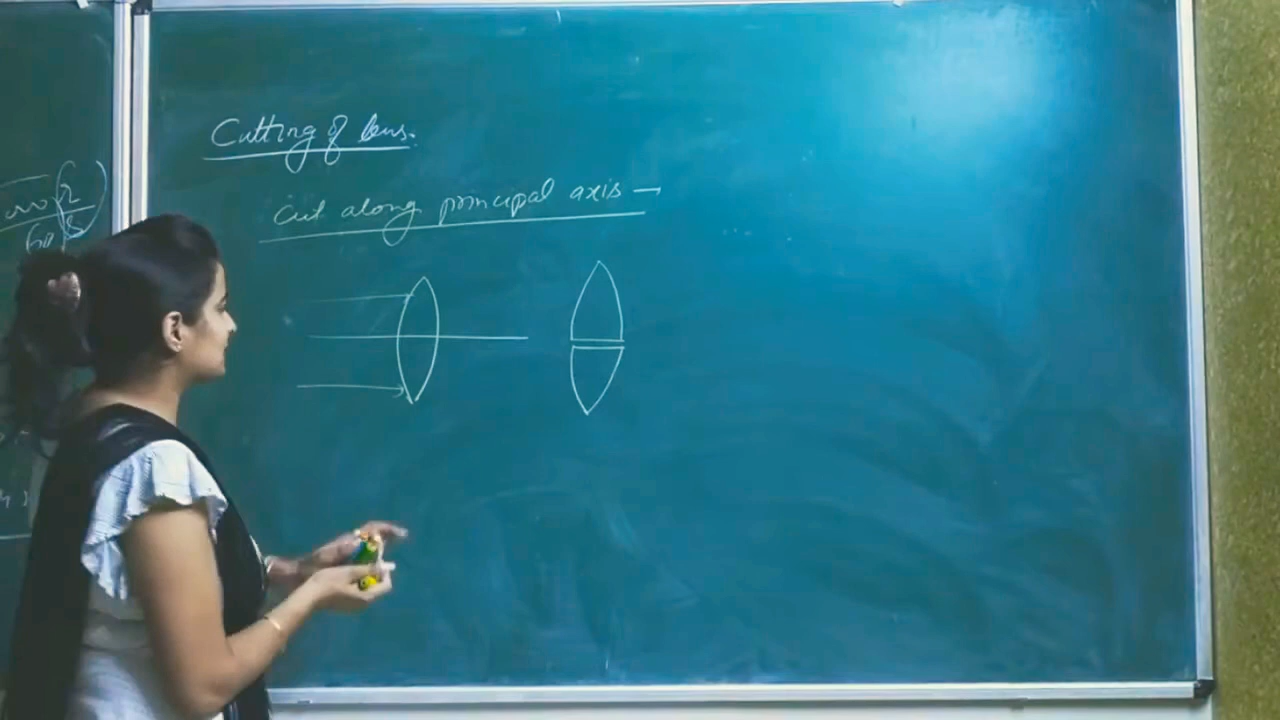 Cutting of lens.
cut along principal axis →